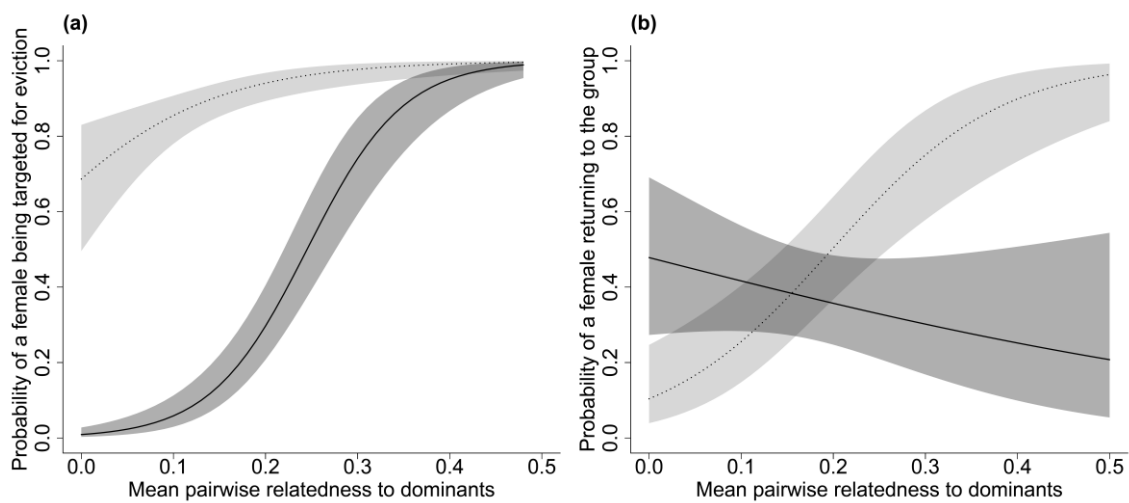 (a)
Probability of a female being targeted for eviction
1.0
0.8
0.6
0.4
0.2
0.0
0.0 0.1 0.2 0.3 0.4 0.5
Mean pairwise relatedness to dominants
(b)
Probability of a female returning to the group
1.0
0.8
0.6
0.4
0.2
0.0
0.0 0.1 0.2 0.3 0.4 0.5
Mean pairwise relatedness to dominants